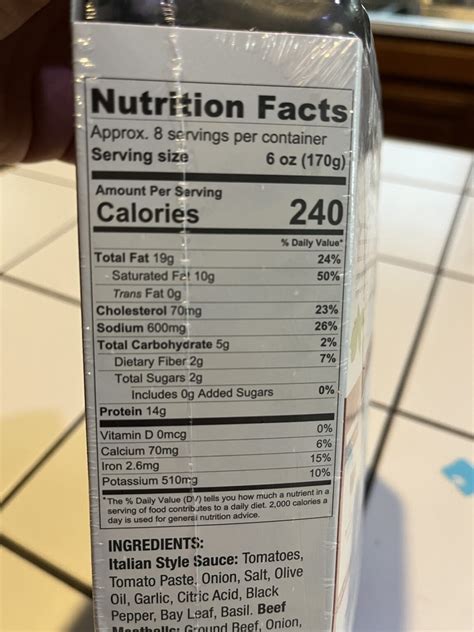 Nutrition Facts
Approx. 8 servings per container
Serving size 6 oz (170g)
Amount Per Serving
Calories 240
% Daily Value*
Total Fat 19g 24%
Saturated Fat 10g 50%
Trans Fat 0g
Cholesterol 70mg 23%
Sodium 600mg 26%
Total Carbohydrate 5g 2%
Dietary Fiber 2g 7%
Total Sugars 2g
Includes 0g Added Sugars 0%
Protein 14g
Vitamin D 0mcg 0%
Calcium 70mg 6%
Iron 2.6mg 15%
Potassium 510mg 10%
*The % Daily Value (DV) tells you how much a nutrient in a
serving of food contributes to a daily diet. 2,000 calories a
day is used for general nutrition advice.
INGREDIENTS:
Italian Style Sauce: Tomatoes,
Tomato Paste, Onion, Salt, Olive
Oil, Garlic, Citric Acid, Black
Pepper, Bay Leaf, Basil. Beef
Meatballs: Ground Beef, Onion,